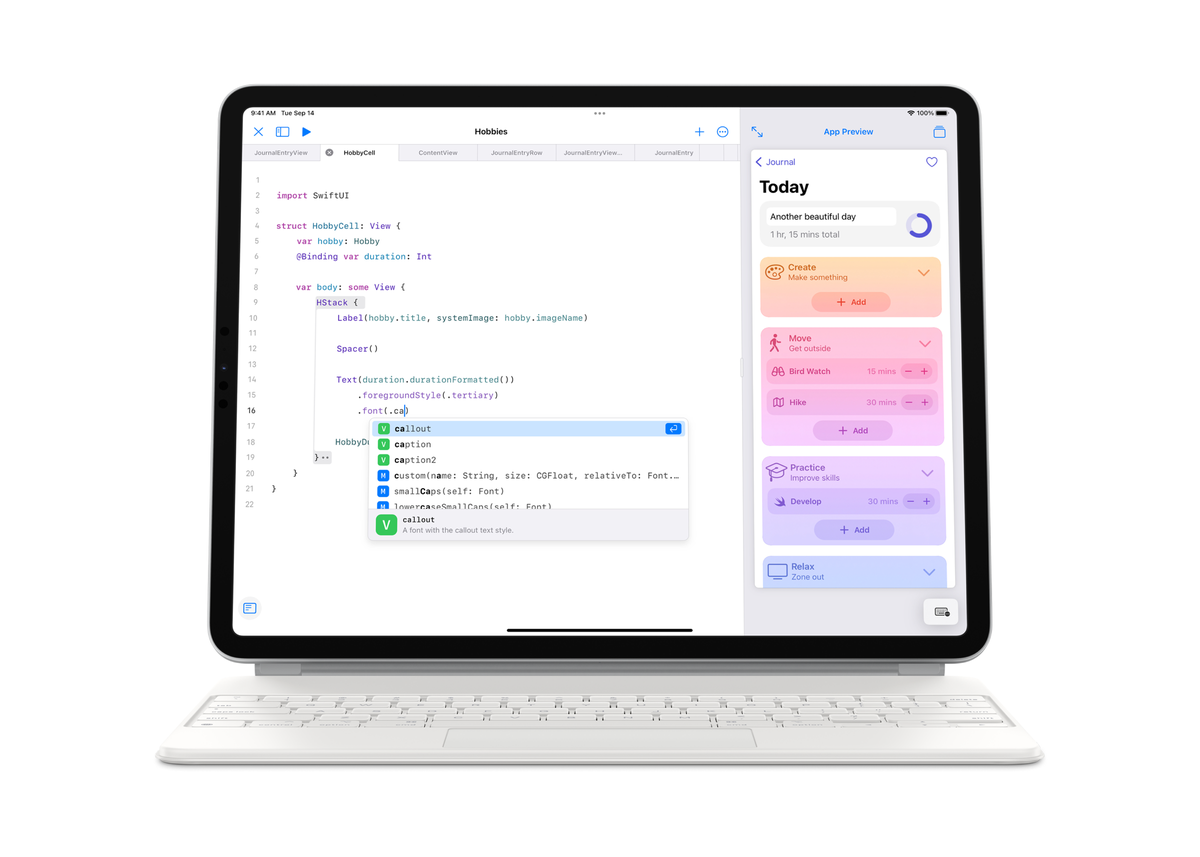 9:41 AM Tue Sep 14
100%
Hobbies
App Preview
JournalEntryView
HobbyCell
ContentView
JournalEntryRow
JournalEntryView...
JournalEntry
1
2 import SwiftUI
3
4 struct HobbyCell: View {
5 var hobby: Hobby
6 @Binding var duration: Int
7
8 var body: some View {
9 HStack {
10 Label(hobby.title, systemImage: hobby.imageName)
11
12 Spacer()
13
14 Text(duration.durationFormatted())
15 .foregroundStyle(.tertiary)
16 .font(.ca)
17
18 HobbyDu
19 }
20 }
21 }
22
V callout
V caption
V caption2
M custom(name: String, size: CGFloat, relativeTo: Font...
M smallCaps(self: Font)
M lowercaseSmallCaps(self: Font)
V callout
A font with the callout text style.
Journal
Today
Another beautiful day
1 hr, 15 mins total
Create
Make something
+ Add
Move
Get outside
Bird Watch 15 mins − +
Hike 30 mins − +
+ Add
Practice
Improve skills
Develop 30 mins − +
+ Add
Relax
Zone out
tab
delete
return
shift
shift